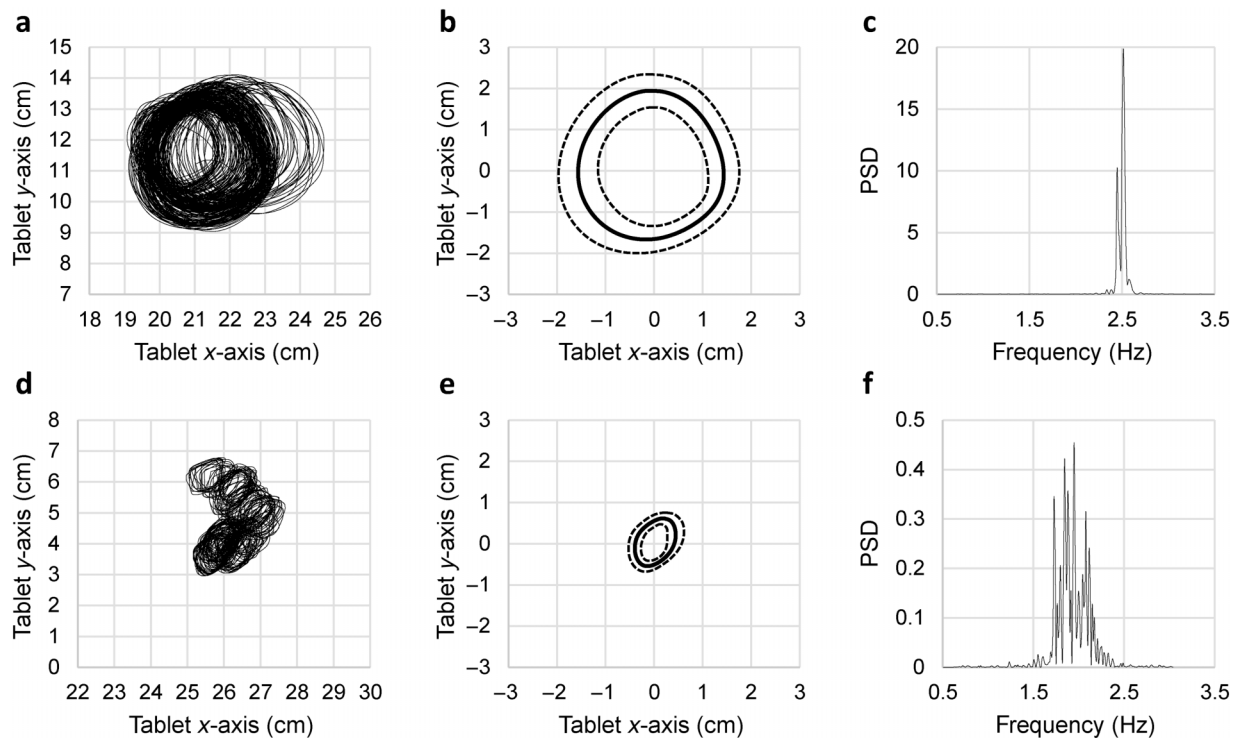 a
15
14
13
12
11
10
9
8
7
18 19 20 21 22 23 24 25 26
Tablet y-axis (cm)
Tablet x-axis (cm)
b
3
2
1
0
–1
–2
–3
–3 –2 –1 0 1 2 3
Tablet y-axis (cm)
Tablet x-axis (cm)
c
20
15
10
5
0
0.5 1.5 2.5 3.5
PSD
Frequency (Hz)
d
8
7
6
5
4
3
2
1
0
22 23 24 25 26 27 28 29 30
Tablet y-axis (cm)
Tablet x-axis (cm)
e
3
2
1
0
–1
–2
–3
–3 –2 –1 0 1 2 3
Tablet y-axis (cm)
Tablet x-axis (cm)
f
0.5
0.4
0.3
0.2
0.1
0
0.5 1.5 2.5 3.5
PSD
Frequency (Hz)